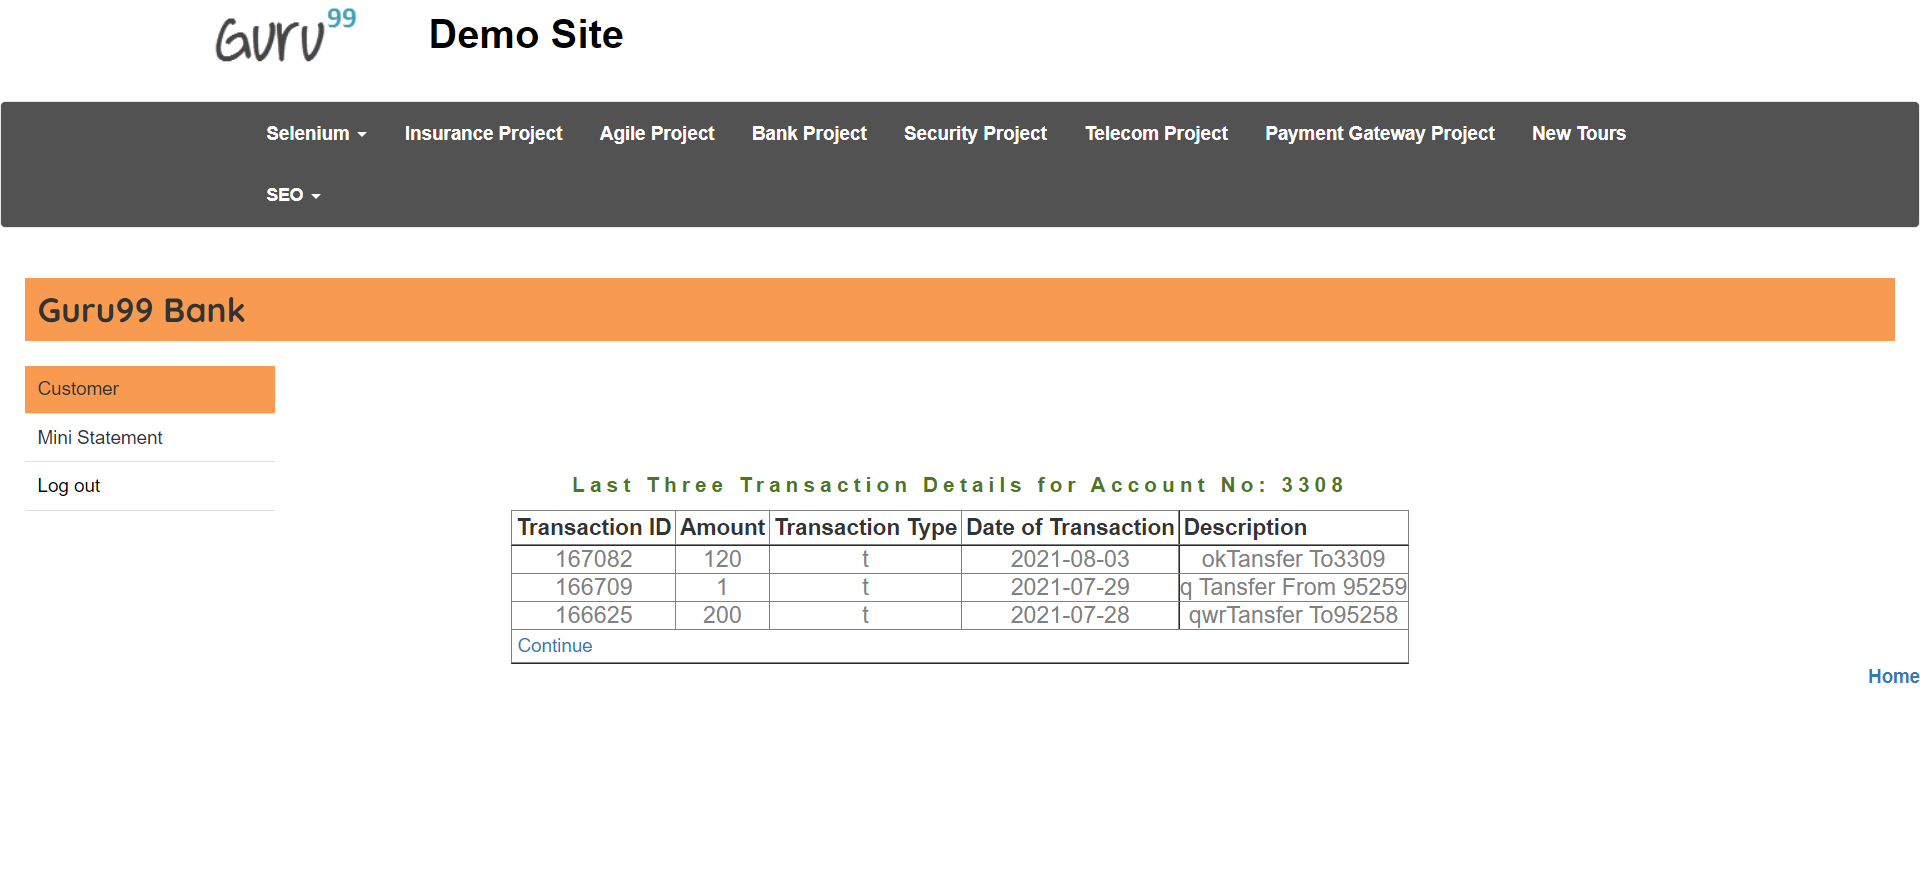 Guru99 Demo Site
Selenium Insurance Project Agile Project Bank Project Security Project Telecom Project Payment Gateway Project New Tours
SEO
Guru99 Bank
Customer
Mini Statement
Log out
Last Three Transaction Details for Account No: 3308
Transaction ID Amount Transaction Type Date of Transaction Description
167082 120 t 2021-08-03 okTansfer To3309
166709 1 t 2021-07-29 q Tansfer From 95259
166625 200 t 2021-07-28 qwrTansfer To95258
Continue
Home